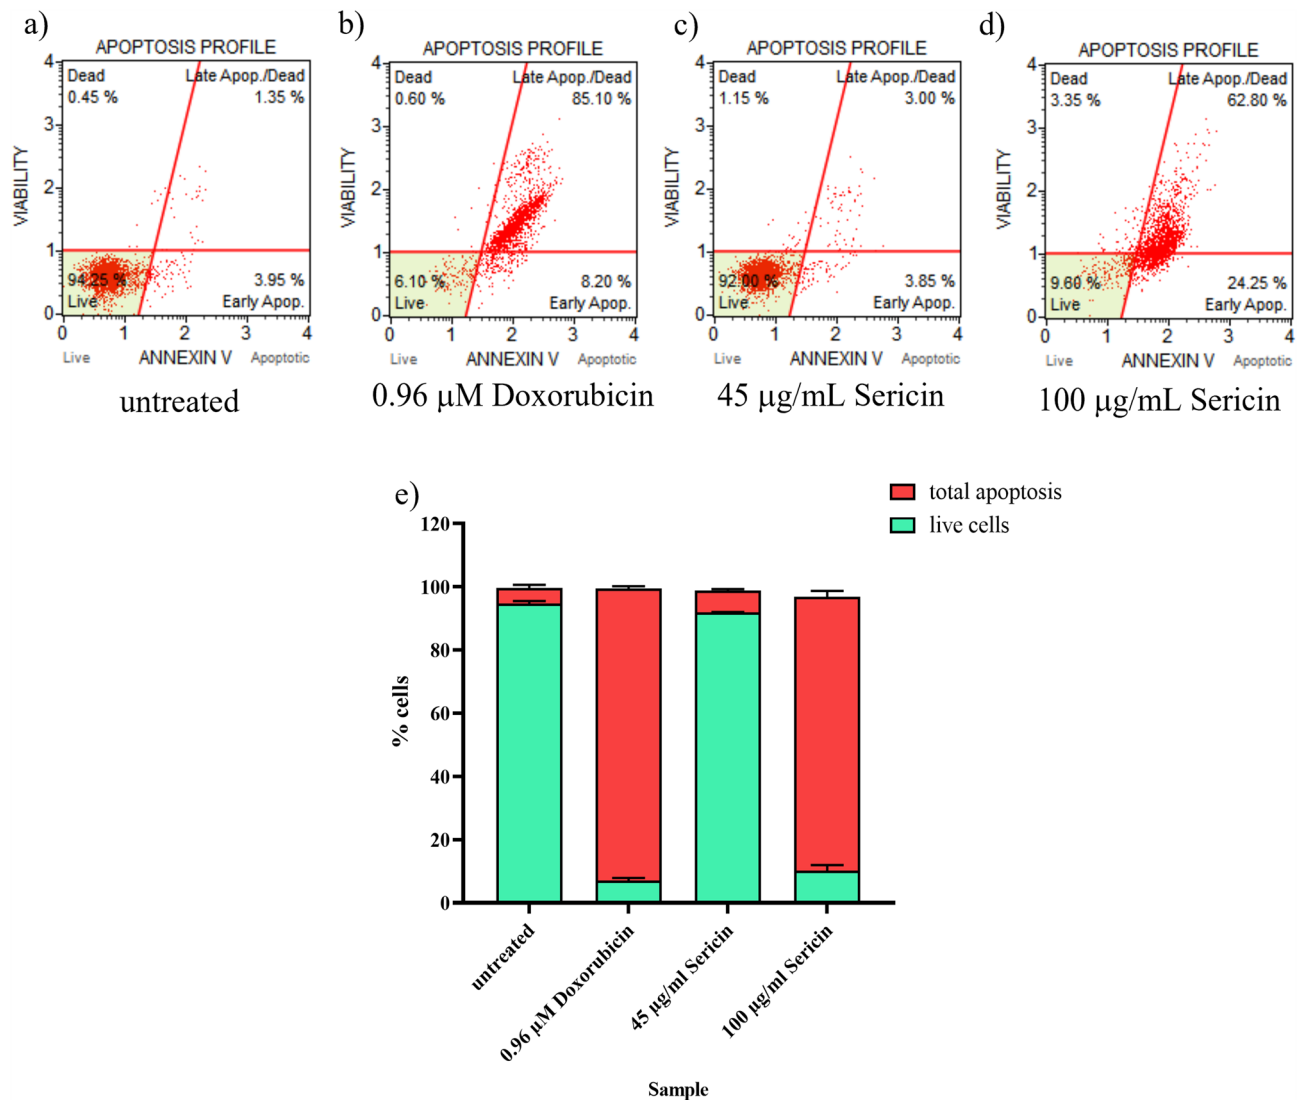 a)
APOPTOSIS PROFILE
Dead
0.45 %
Late Apop./Dead
1.35 %
94.25 %
Live
3.95 %
Early Apop.
VIABILITY
4
3
2
1
0
0 1 2 3 4
Live ANNEXIN V Apoptotic
untreated
b)
APOPTOSIS PROFILE
Dead
0.60 %
Late Apop./Dead
85.10 %
6.10 %
Live
8.20 %
Early Apop.
VIABILITY
4
3
2
1
0
0 1 2 3 4
Live ANNEXIN V Apoptotic
0.96 µM Doxorubicin
c)
APOPTOSIS PROFILE
Dead
1.15 %
Late Apop./Dead
3.00 %
92.00 %
Live
3.85 %
Early Apop.
VIABILITY
4
3
2
1
0
0 1 2 3 4
Live ANNEXIN V Apoptotic
45 µg/mL Sericin
d)
APOPTOSIS PROFILE
Dead
3.35 %
Late Apop./Dead
62.80 %
9.60 %
Live
24.25 %
Early Apop.
VIABILITY
4
3
2
1
0
0 1 2 3 4
Live ANNEXIN V Apoptotic
100 µg/mL Sericin
e)
total apoptosis
live cells
% cells
120
100
80
60
40
20
0
untreated
0.96 µM Doxorubicin
45 µg/ml Sericin
100 µg/ml Sericin
Sample